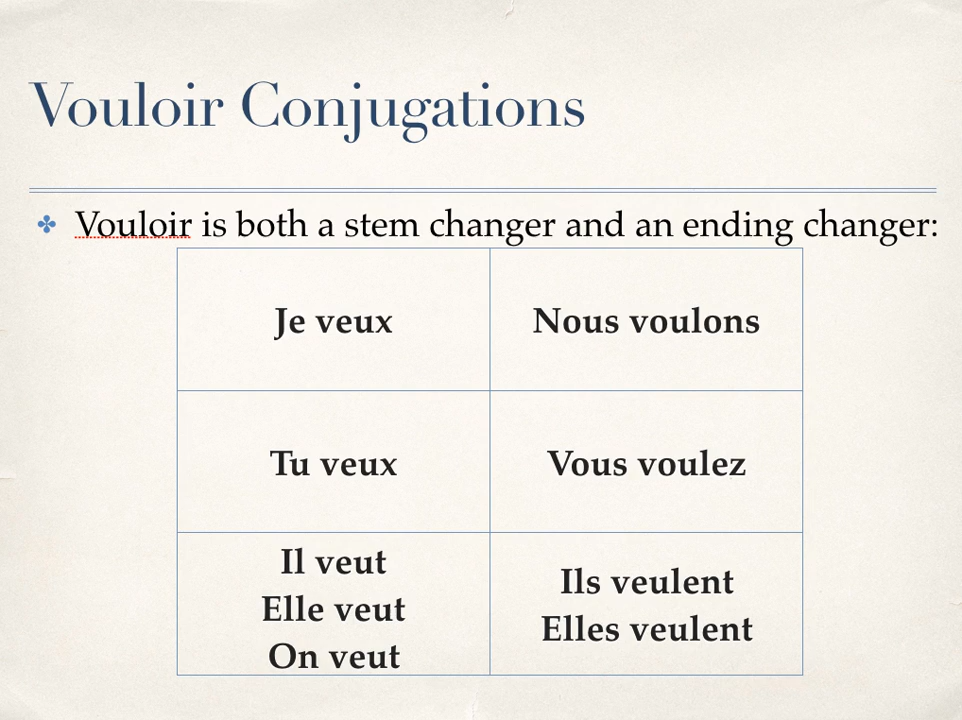 Vouloir Conjugations
Vouloir is both a stem changer and an ending changer:
Je veux
Nous voulons
Tu veux
Vous voulez
Il veut
Elle veut
On veut
Ils veulent
Elles veulent